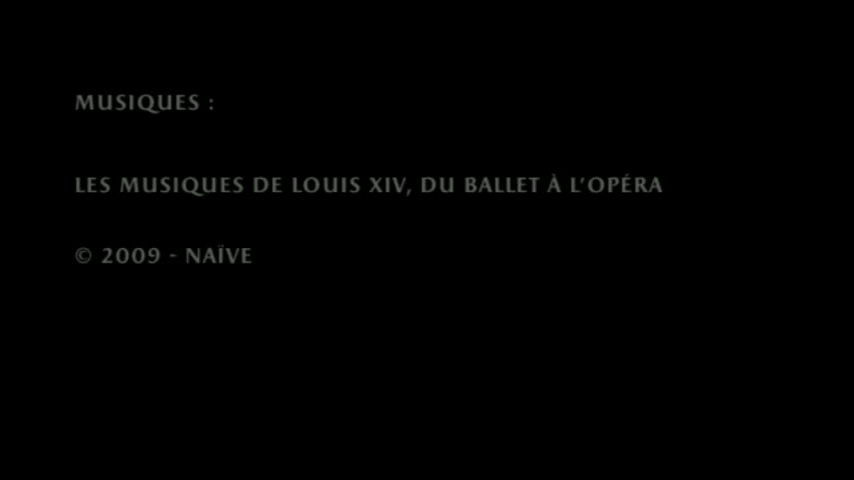 MUSIQUES :
LES MUSIQUES DE LOUIS XIV, DU BALLET À L'OPÉRA
© 2009 - NAÏVE